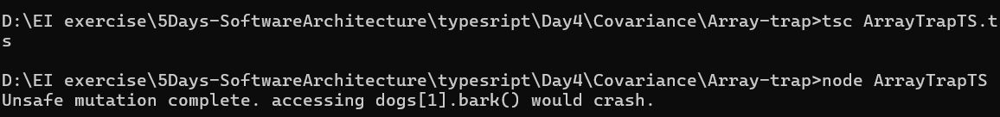 D:\EI exercise\5Days-SoftwareArchitecture\typesript\Day4\Covariance\Array-trap>tsc ArrayTrapTS.t
s
D:\EI exercise\5Days-SoftwareArchitecture\typesript\Day4\Covariance\Array-trap>node ArrayTrapTS
Unsafe mutation complete. accessing dogs[1].bark() would crash.